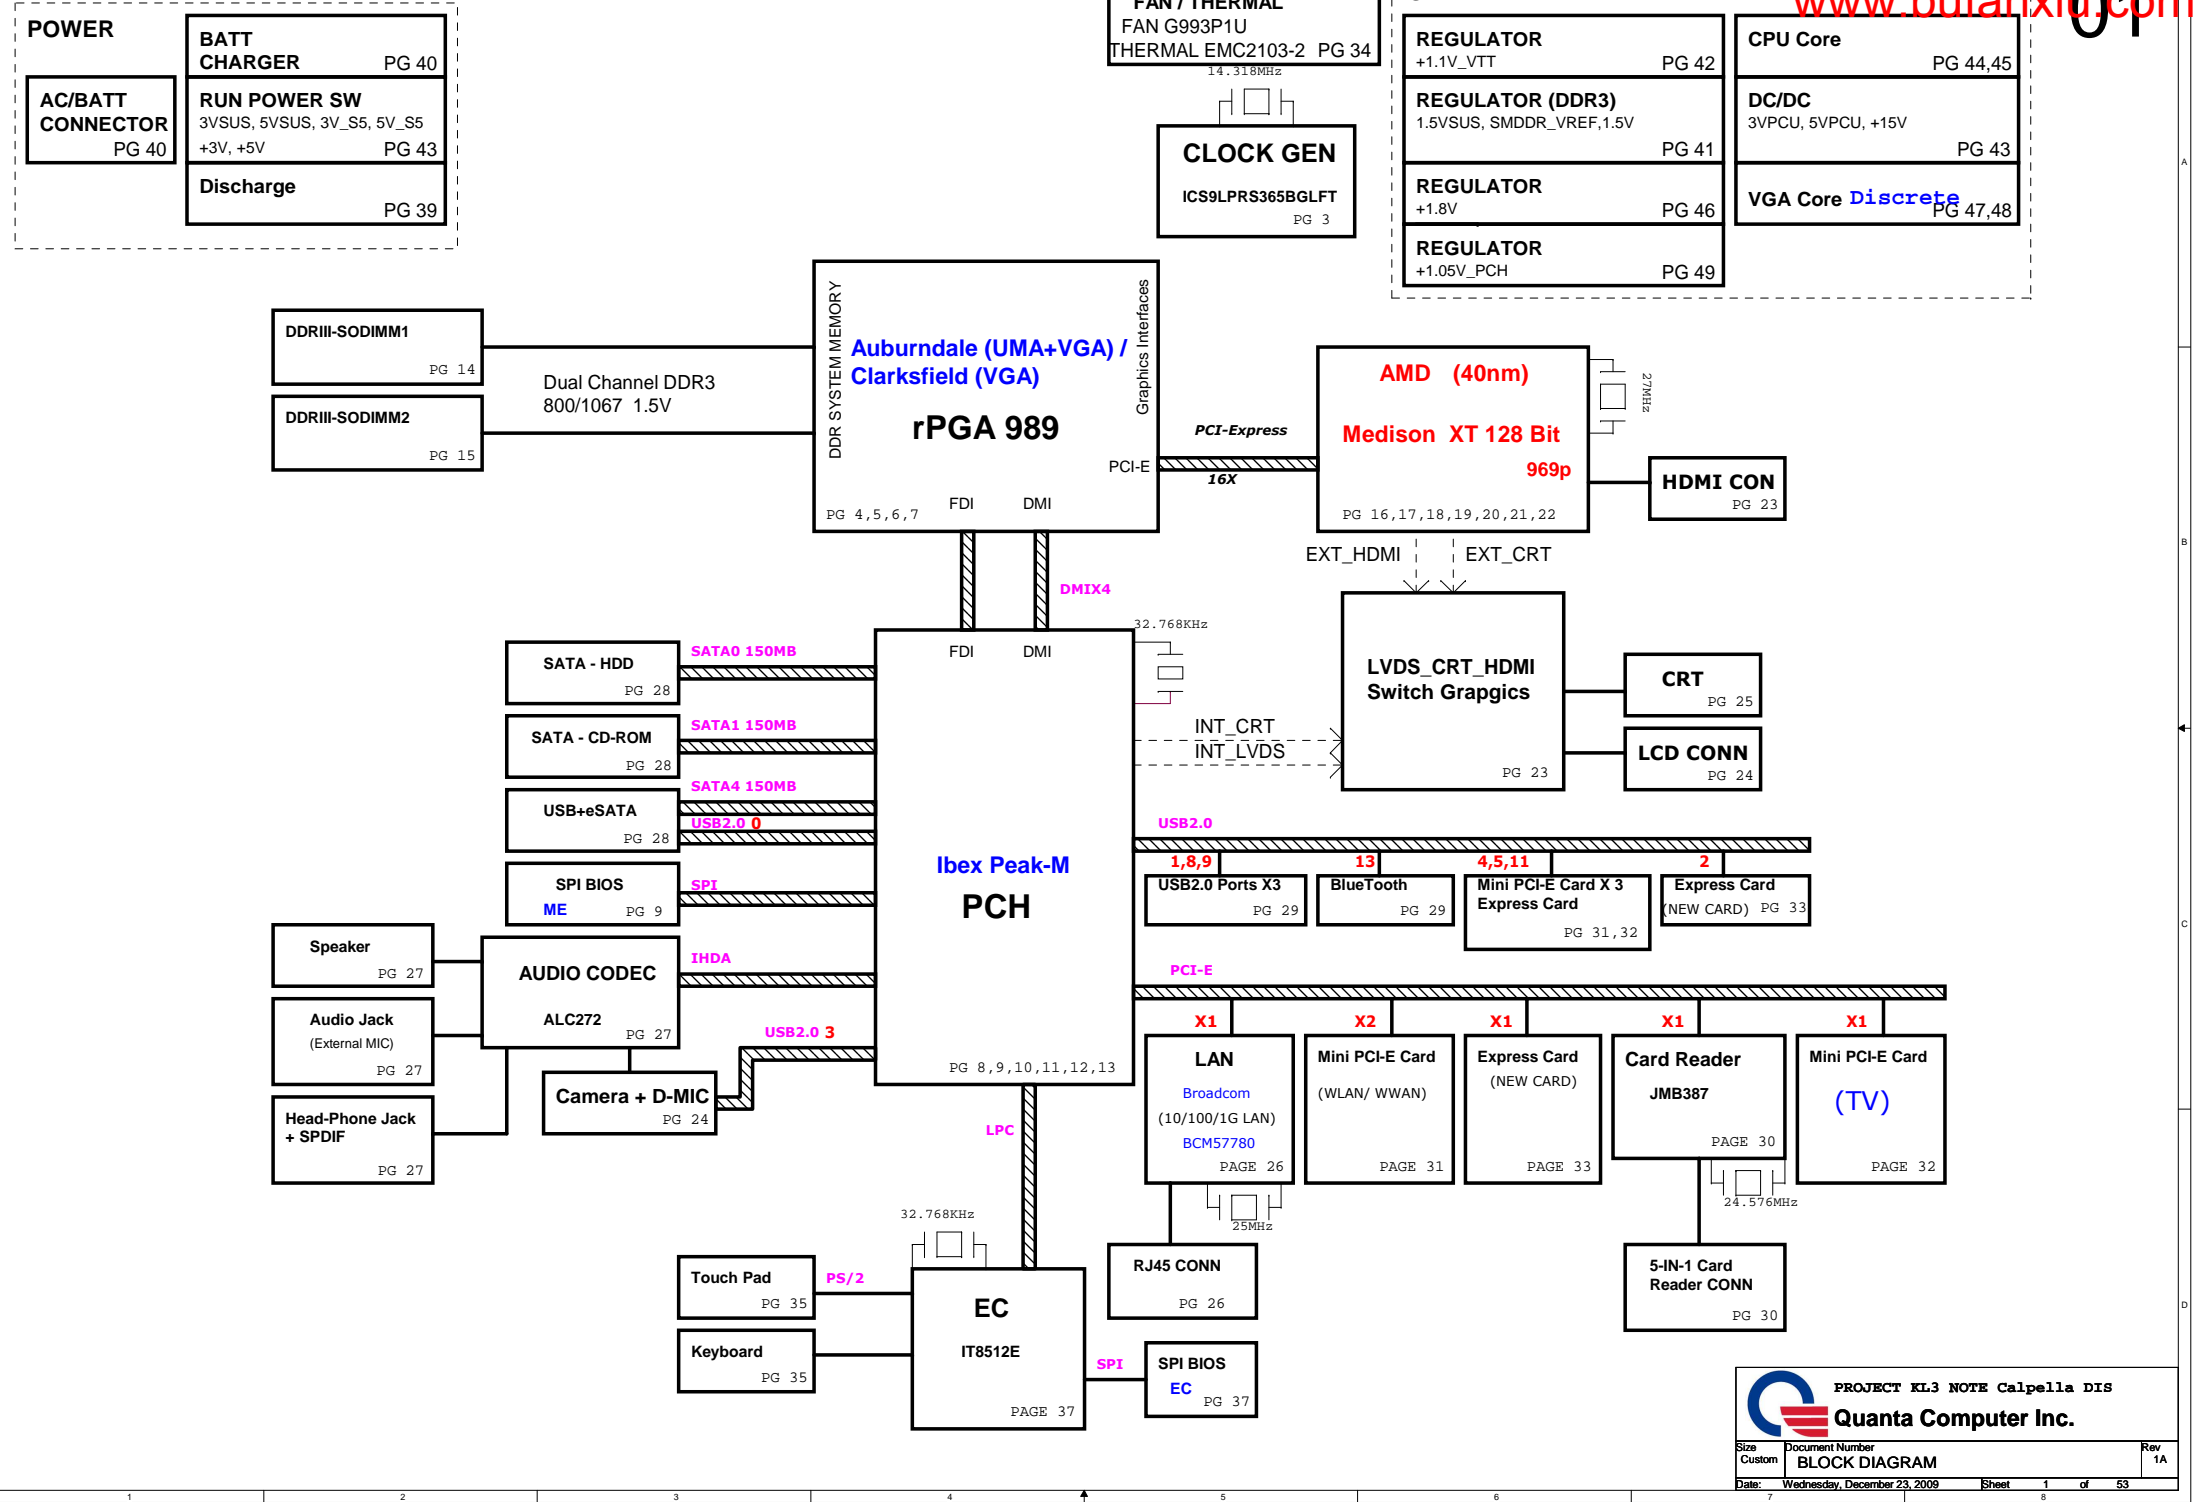 POWER
BATT
CHARGER
PG 40
AC/BATT
CONNECTOR
PG 40
RUN POWER SW
3VSUS, 5VSUS, 3V_S5, 5V_S5
+3V, +5V
PG 43
Discharge
PG 39
FAN / THERMAL
FAN G993P1U
THERMAL EMC2103-2 PG 34
14.318MHz
CLOCK GEN
ICS9LPRS365BGLFT
PG 3
www.bufanxiu.com
01
REGULATOR
+1.1V_VTT
PG 42
REGULATOR (DDR3)
1.5VSUS, SMDDR_VREF,1.5V
PG 41
REGULATOR
+1.8V
PG 46
REGULATOR
+1.05V_PCH
PG 49
CPU Core
PG 44,45
DC/DC
3VPCU, 5VPCU, +15V
PG 43
VGA Core Discrete
PG 47,48
DDRIII-SODIMM1
PG 14
DDRIII-SODIMM2
PG 15
Dual Channel DDR3
800/1067 1.5V
DDR SYSTEM MEMORY
Auburndale (UMA+VGA) /
Clarksfield (VGA)
rPGA 989
Graphics Interfaces
PCI-E
FDI
DMI
PG 4,5,6,7
PCI-Express
16X
AMD (40nm)
Medison XT 128 Bit
969p
PG 16,17,18,19,20,21,22
27MHz
HDMI CON
PG 23
EXT_HDMI
EXT_CRT
DMIX4
32.768KHz
LVDS_CRT_HDMI
Switch Grapgics
PG 23
INT_CRT
INT_LVDS
CRT
PG 25
LCD CONN
PG 24
SATA - HDD
PG 28
SATA0 150MB
SATA - CD-ROM
PG 28
SATA1 150MB
USB+eSATA
PG 28
SATA4 150MB
USB2.0 0
SPI BIOS
ME
PG 9
SPI
FDI
DMI
Ibex Peak-M
PCH
PG 8,9,10,11,12,13
USB2.0
1,8,9
13
4,5,11
2
USB2.0 Ports X3
PG 29
BlueTooth
PG 29
Mini PCI-E Card X 3
Express Card
PG 31,32
Express Card
(NEW CARD) PG 33
Speaker
PG 27
Audio Jack
(External MIC)
PG 27
Head-Phone Jack
+ SPDIF
PG 27
AUDIO CODEC
ALC272
PG 27
IHDA
USB2.0 3
Camera + D-MIC
PG 24
PCI-E
X1
X2
X1
X1
X1
LAN
Broadcom
(10/100/1G LAN)
BCM57780
PAGE 26
Mini PCI-E Card
(WLAN/ WWAN)
PAGE 31
Express Card
(NEW CARD)
PAGE 33
Card Reader
JMB387
PAGE 30
Mini PCI-E Card
(TV)
PAGE 32
25MHz
24.576MHz
RJ45 CONN
PG 26
5-IN-1 Card
Reader CONN
PG 30
LPC
32.768KHz
Touch Pad
PG 35
PS/2
Keyboard
PG 35
EC
IT8512E
PAGE 37
SPI
SPI BIOS
EC
PG 37
PROJECT KL3 NOTE Calpella DIS
Quanta Computer Inc.
Size
Custom
Document Number
BLOCK DIAGRAM
Rev
1A
Date: Wednesday, December 23, 2009
Sheet 1 of 53
A
B
C
D
1
2
3
4
5
6
7
8